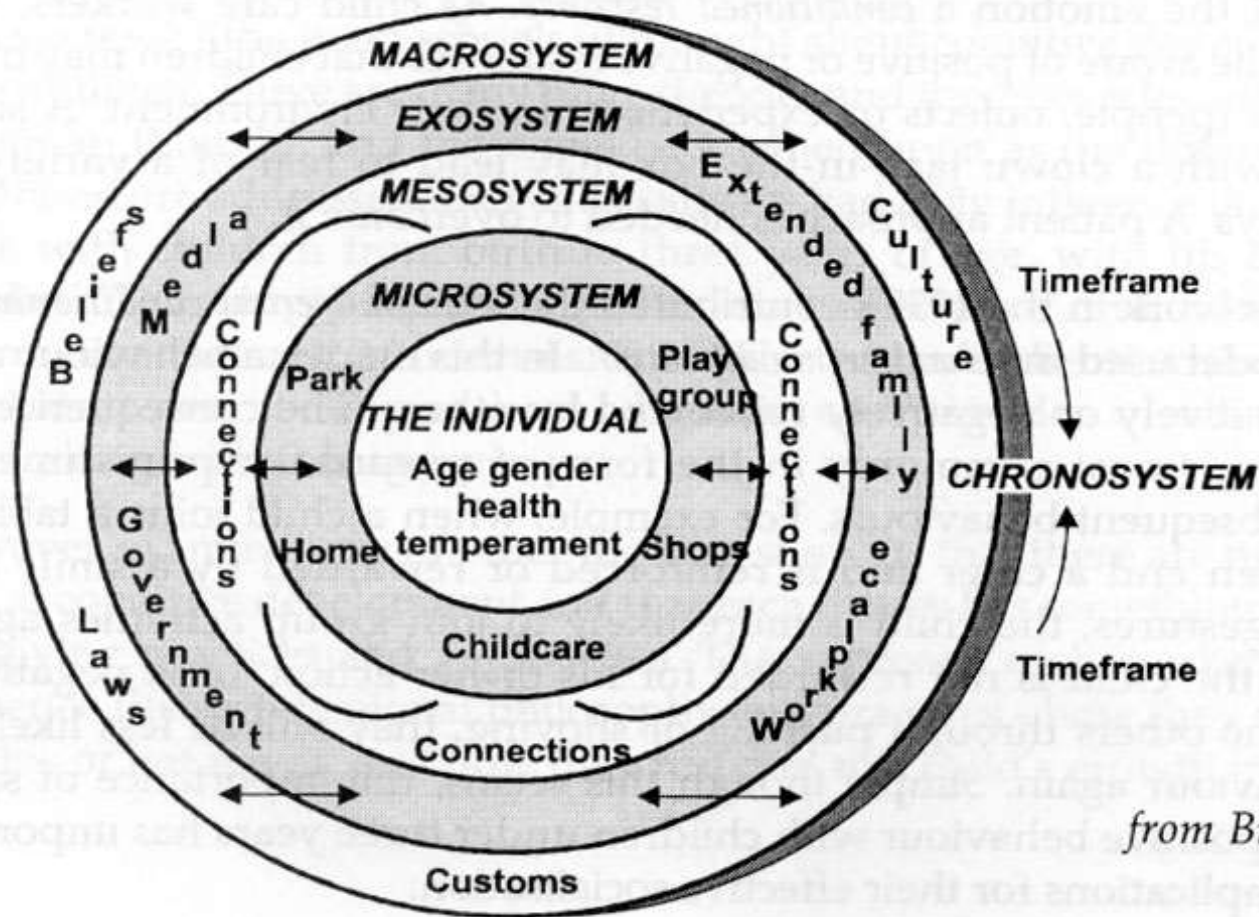 MACROSYSTEM
EXOSYSTEM
MESOSYSTEM
MICROSYSTEM
THE INDIVIDUAL
Age gender
health
temperament
Park
Play
group
Home
Shops
Childcare
Connections
Connections
Connections
Media
Extended family
Government
Workplace
Beliefs
Culture
Laws
Customs
Timeframe
CHRONOSYSTEM
Timeframe
from